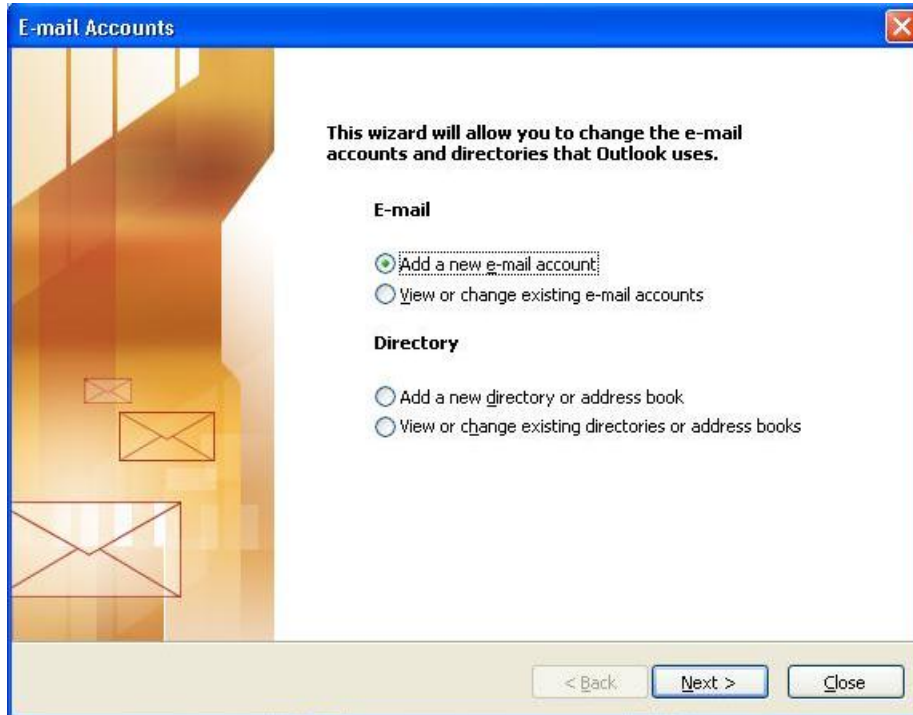 E-mail Accounts
This wizard will allow you to change the e-mail
accounts and directories that Outlook uses.
E-mail
Add a new e-mail account
View or change existing e-mail accounts
Directory
Add a new directory or address book
View or change existing directories or address books
< Back
Next >
Close